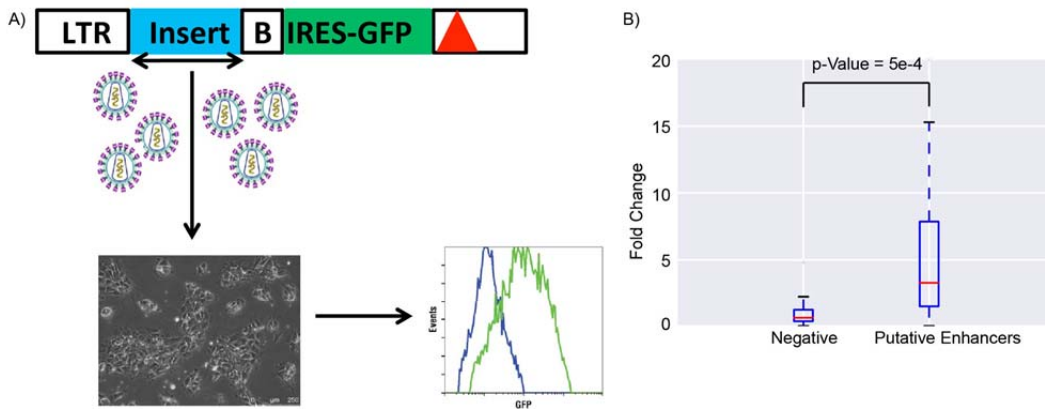 A)
LTR Insert B IRES-GFP
Events
GFP
B)
p-Value = 5e-4
20
15
10
5
0
Fold Change
Negative Putative Enhancers